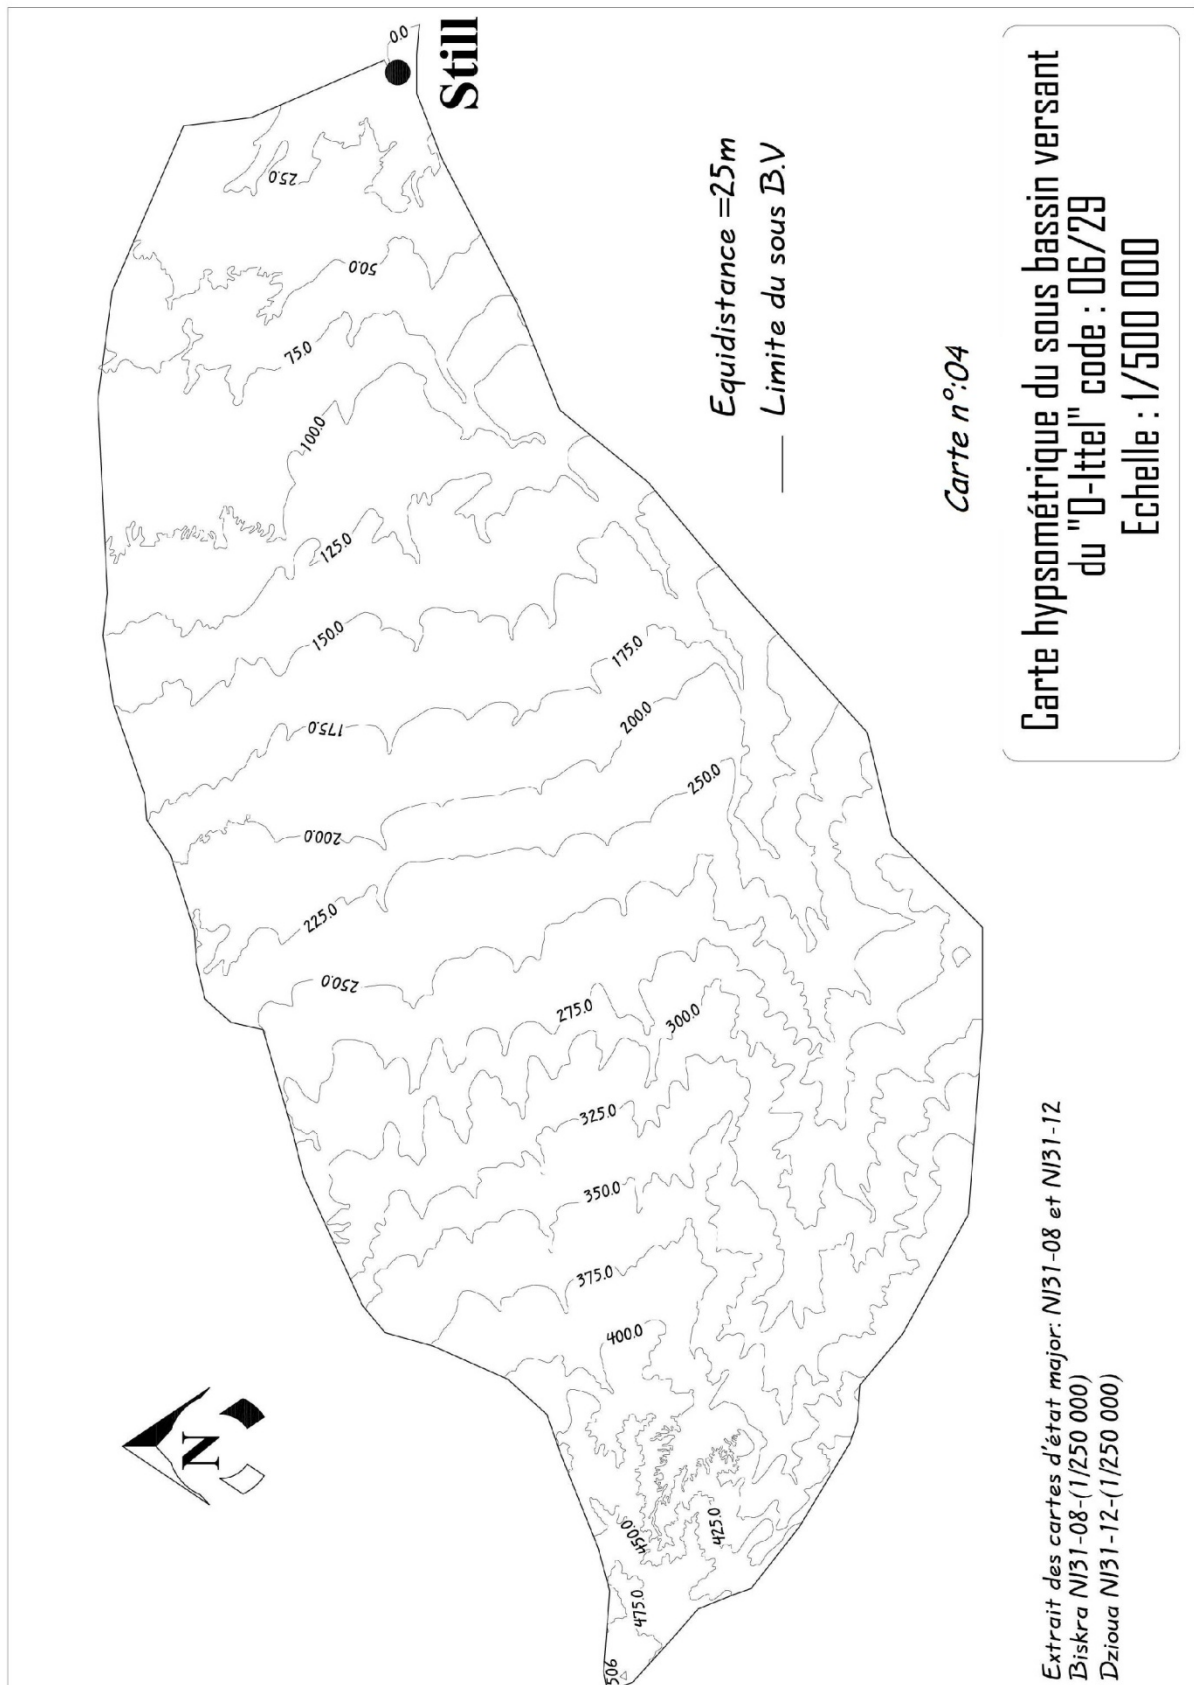 0.0
Still
25.0
50.0
75.0
100.0
125.0
150.0
175.0
175.0
200.0
200.0
225.0
250.0
250.0
275.0
300.0
325.0
350.0
375.0
400.0
425.0
450.0
475.0
506
N
Equidistance =25m
Limite du sous B.V
Carte n°:04
Carte hypsométrique du sous bassin versant
du "O-Ittel" code : 06/29
Echelle : 1/500 000
Extrait des cartes d'état major: NI31-08 et NI31-12
Biskra NI31-08-(1/250 000)
Dzioua NI31-12-(1/250 000)